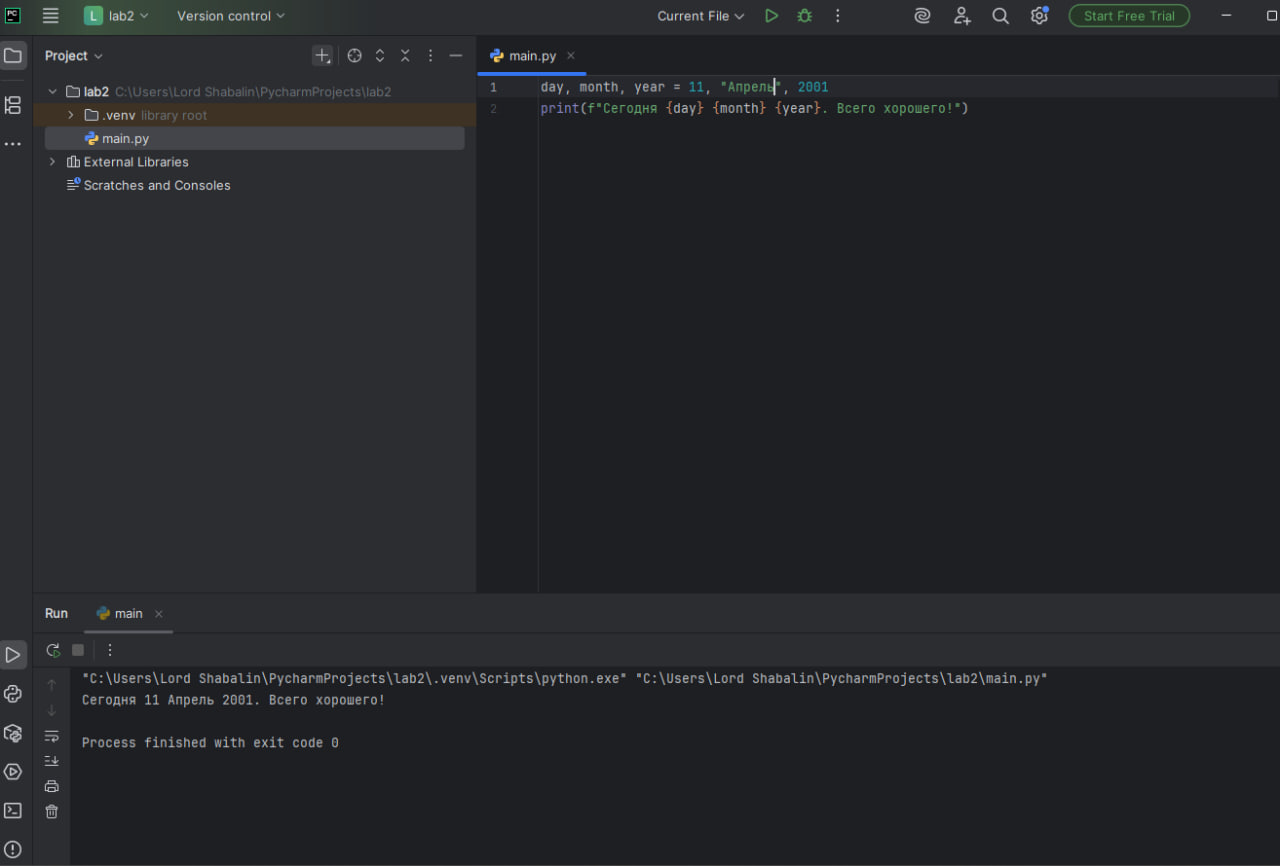 PC
L lab2 Version control Current File Start Free Trial
Project
main.py
lab2 C:\Users\Lord Shabalin\PycharmProjects\lab2
.venv library root
main.py
External Libraries
Scratches and Consoles
1 day, month, year = 11, "Апрель", 2001
2 print(f"Сегодня {day} {month} {year}. Всего хорошего!")
Run main
"C:\Users\Lord Shabalin\PycharmProjects\lab2\.venv\Scripts\python.exe" "C:\Users\Lord Shabalin\PycharmProjects\lab2\main.py"
Сегодня 11 Апрель 2001. Всего хорошего!
Process finished with exit code 0